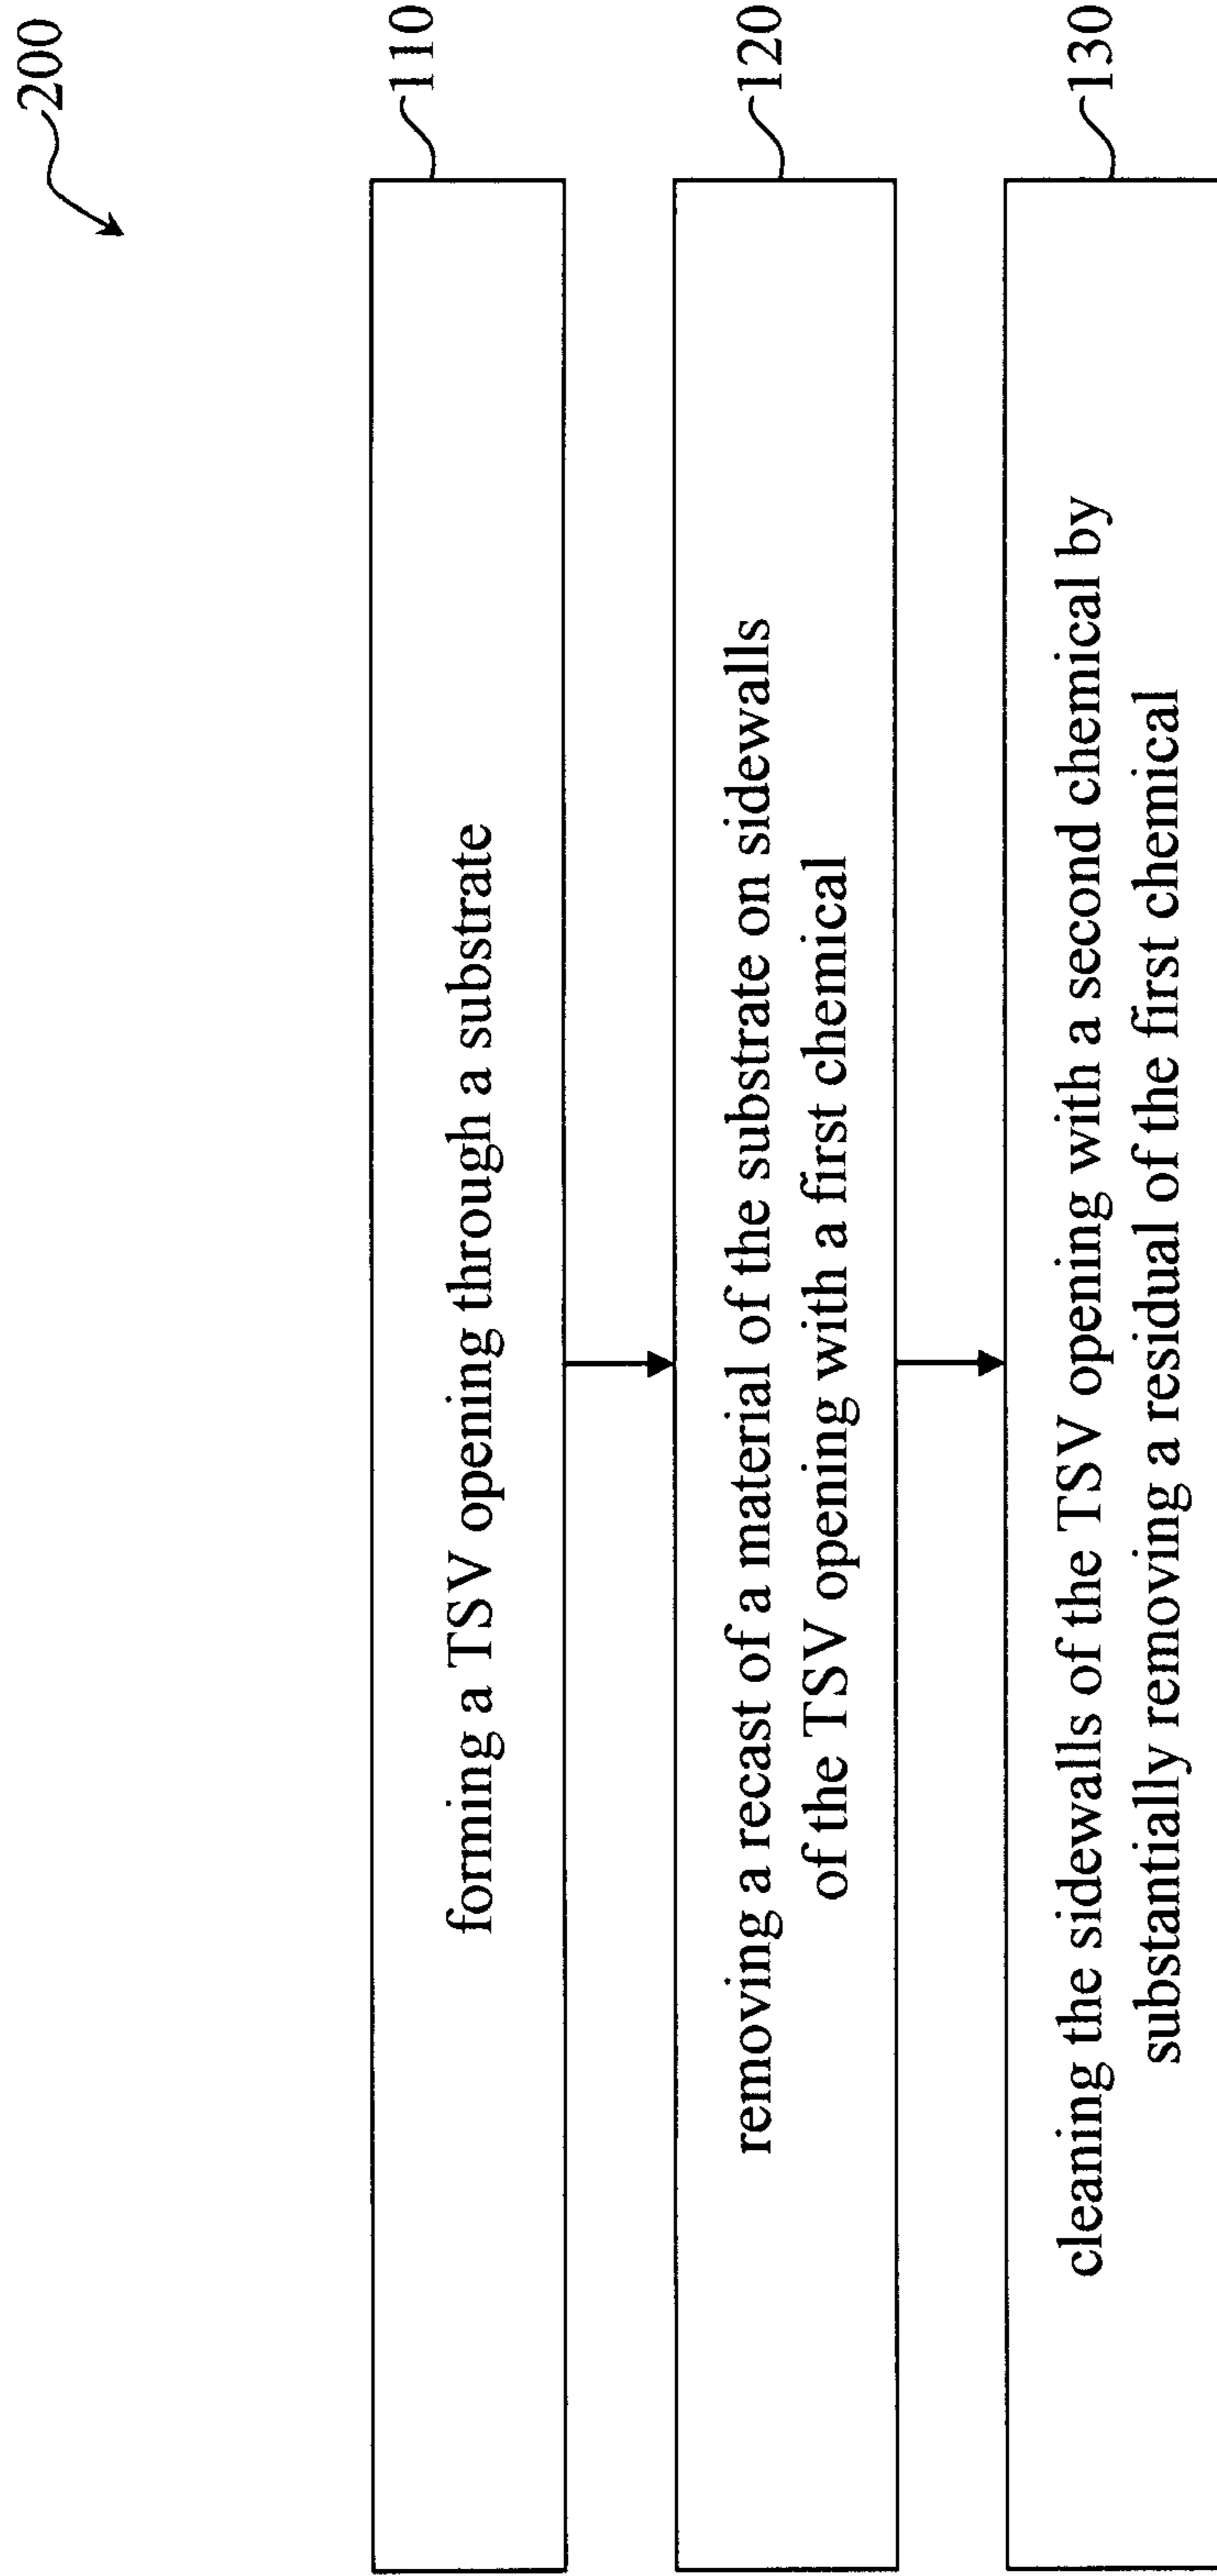 200
forming a TSV opening through a substrate
110
removing a recast of a material of the substrate on sidewalls
of the TSV opening with a first chemical
120
cleaning the sidewalls of the TSV opening with a second chemical by
substantially removing a residual of the first chemical
130